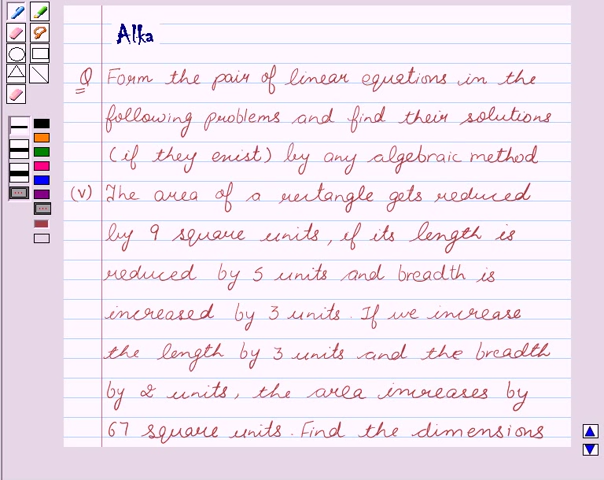 Alka
Q Form the pair of linear equations in the
following problems and find their solutions
(if they exist) by any algebraic method
(v) The area of a rectangle gets reduced
by 9 square units, if its length is
reduced by 5 units and breadth is
increased by 3 units. If we increase
the length by 3 units and the breadth
by 2 units, the area increases by
67 square units. Find the dimensions